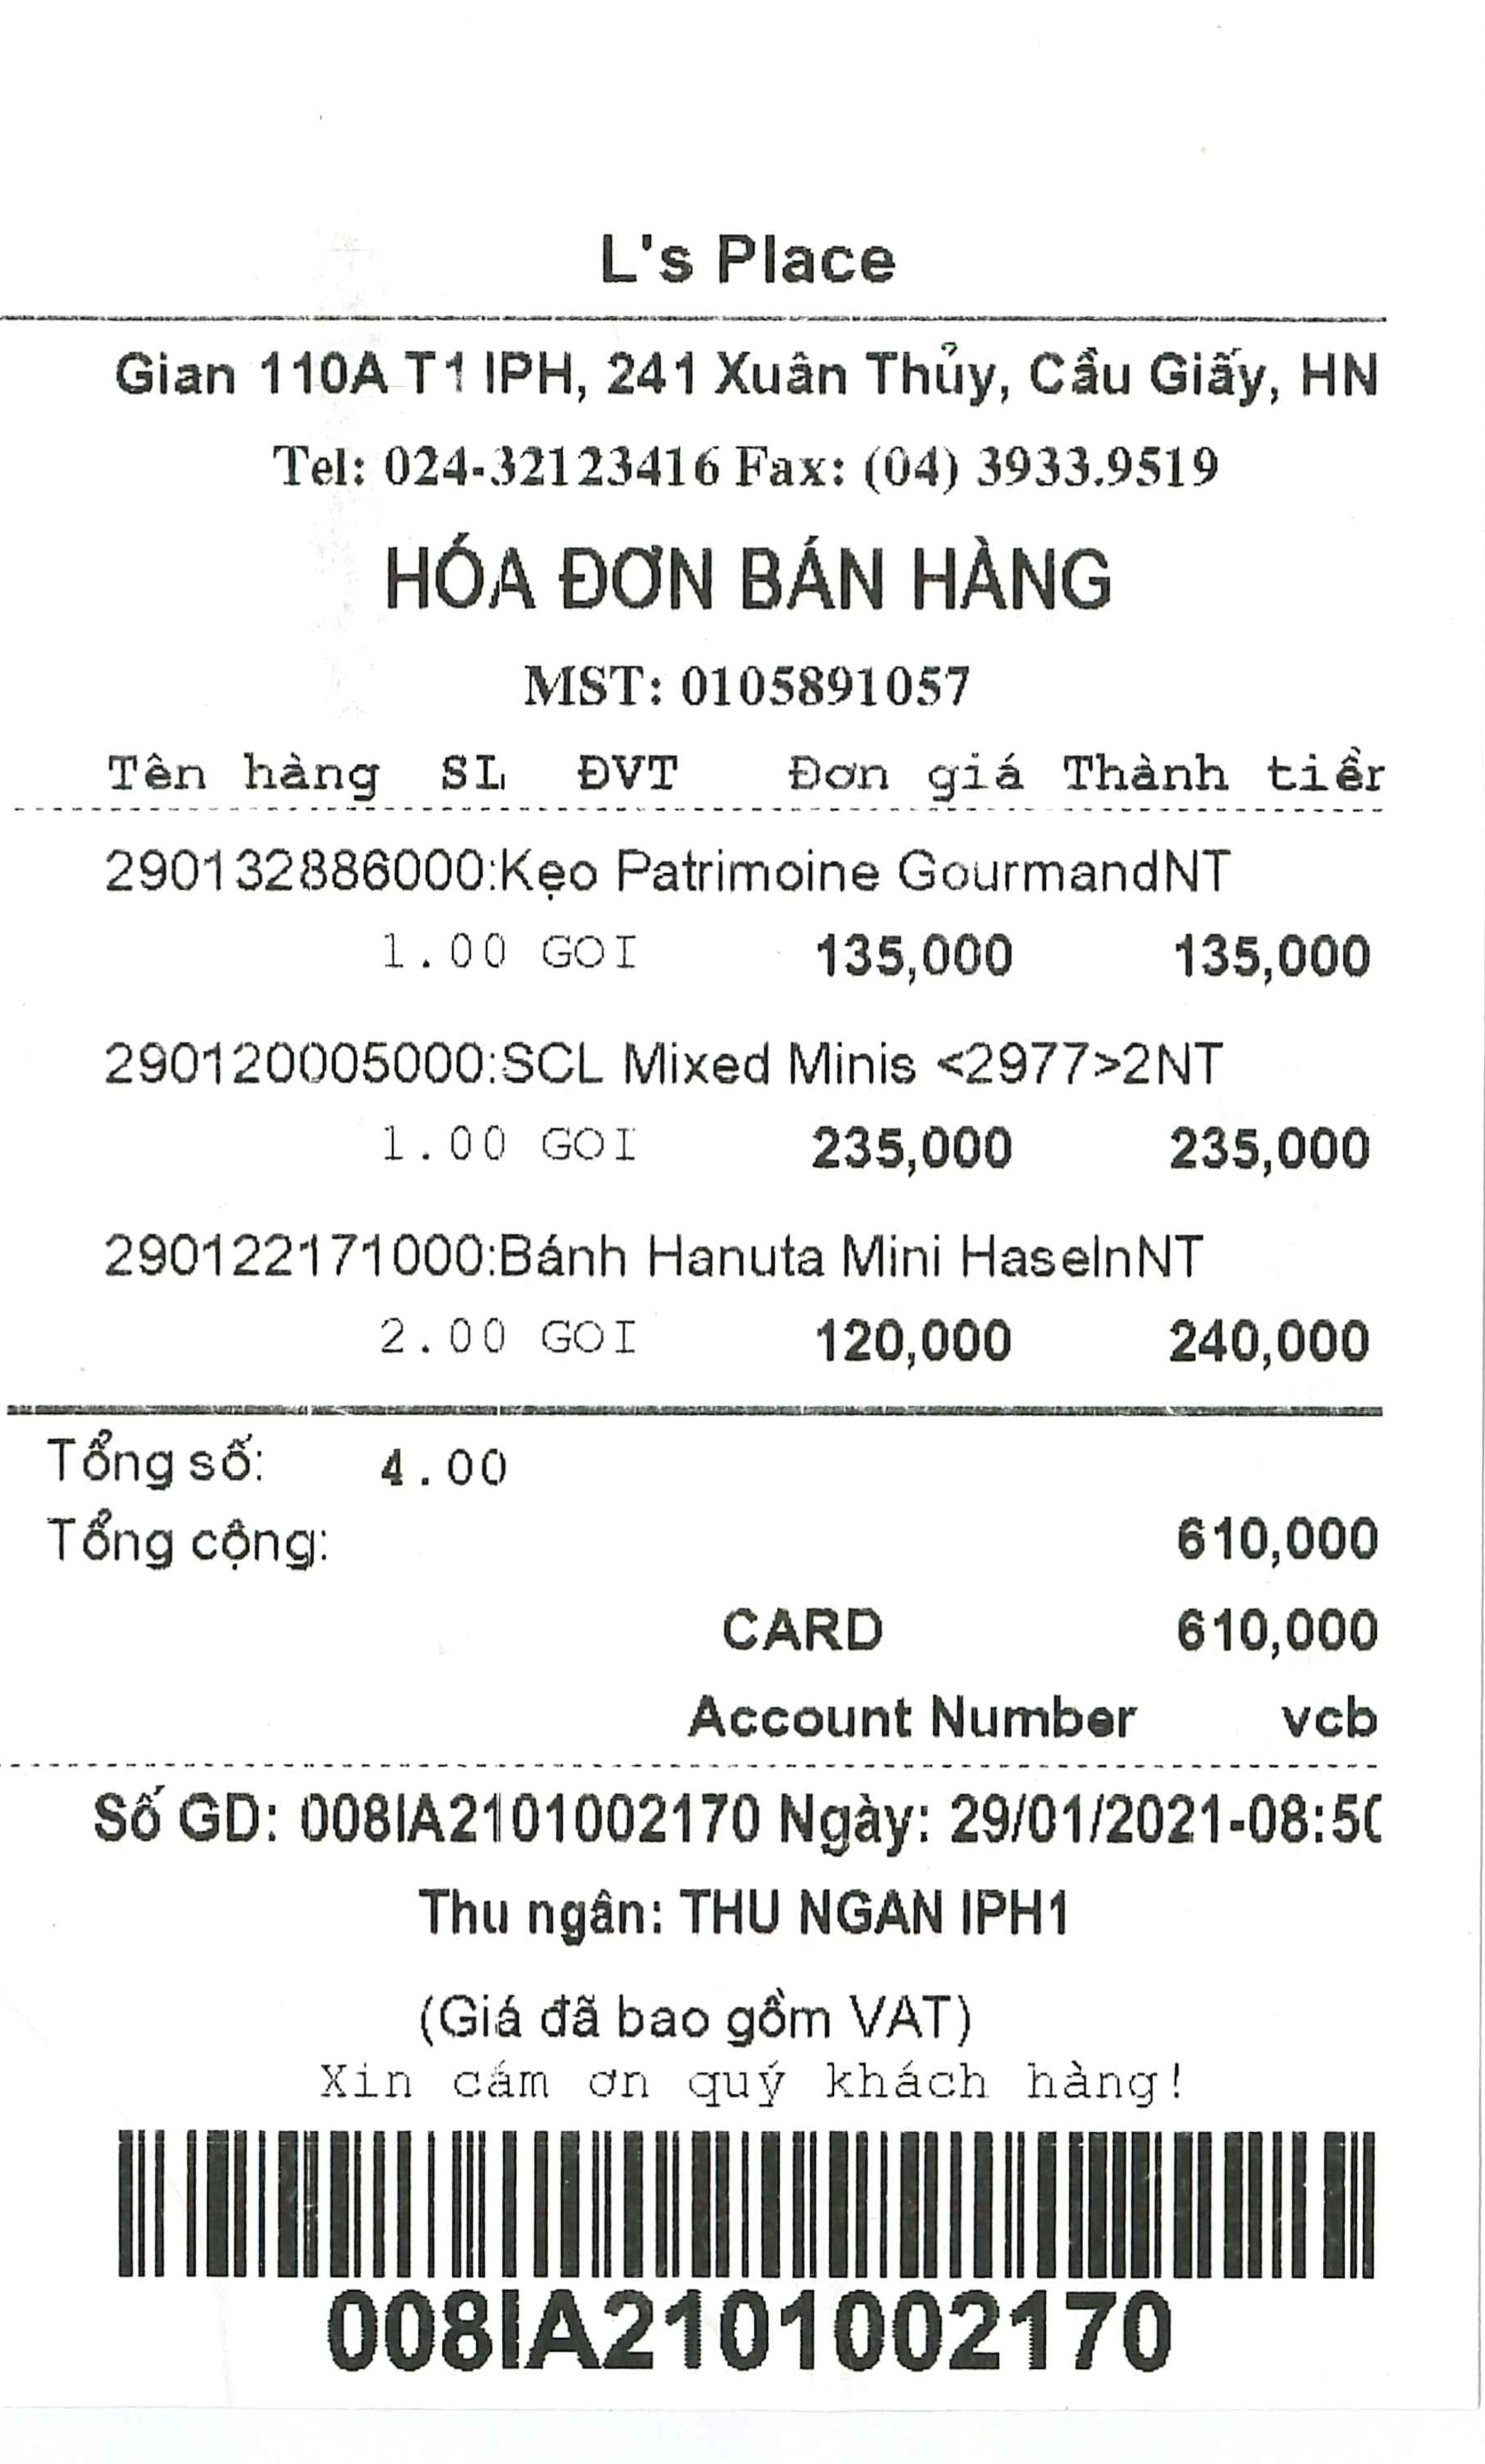 L's Place
Gian 110A T1 IPH, 241 Xuân Thủy, Cầu Giấy, HN
Tel: 024-32123416 Fax: (04) 3933.9519
HÓA ĐƠN BÁN HÀNG
MST: 0105891057
Tên hàng SL ĐVT Đơn giá Thành tiền
290132886000:Kẹo Patrimoine GourmandNT
1.00 GOI 135,000 135,000
290120005000:SCL Mixed Minis <2977>2NT
1.00 GOI 235,000 235,000
290122171000:Bánh Hanuta Mini HaselnNT
2.00 GOI 120,000 240,000
Tổng số: 4.00
Tổng cộng: 610,000
CARD 610,000
Account Number vcb
Số GD: 008IA2101002170 Ngày: 29/01/2021-08:50
Thu ngân: THU NGAN IPH1
(Giá đã bao gồm VAT)
Xin cám ơn quý khách hàng!
008IA2101002170